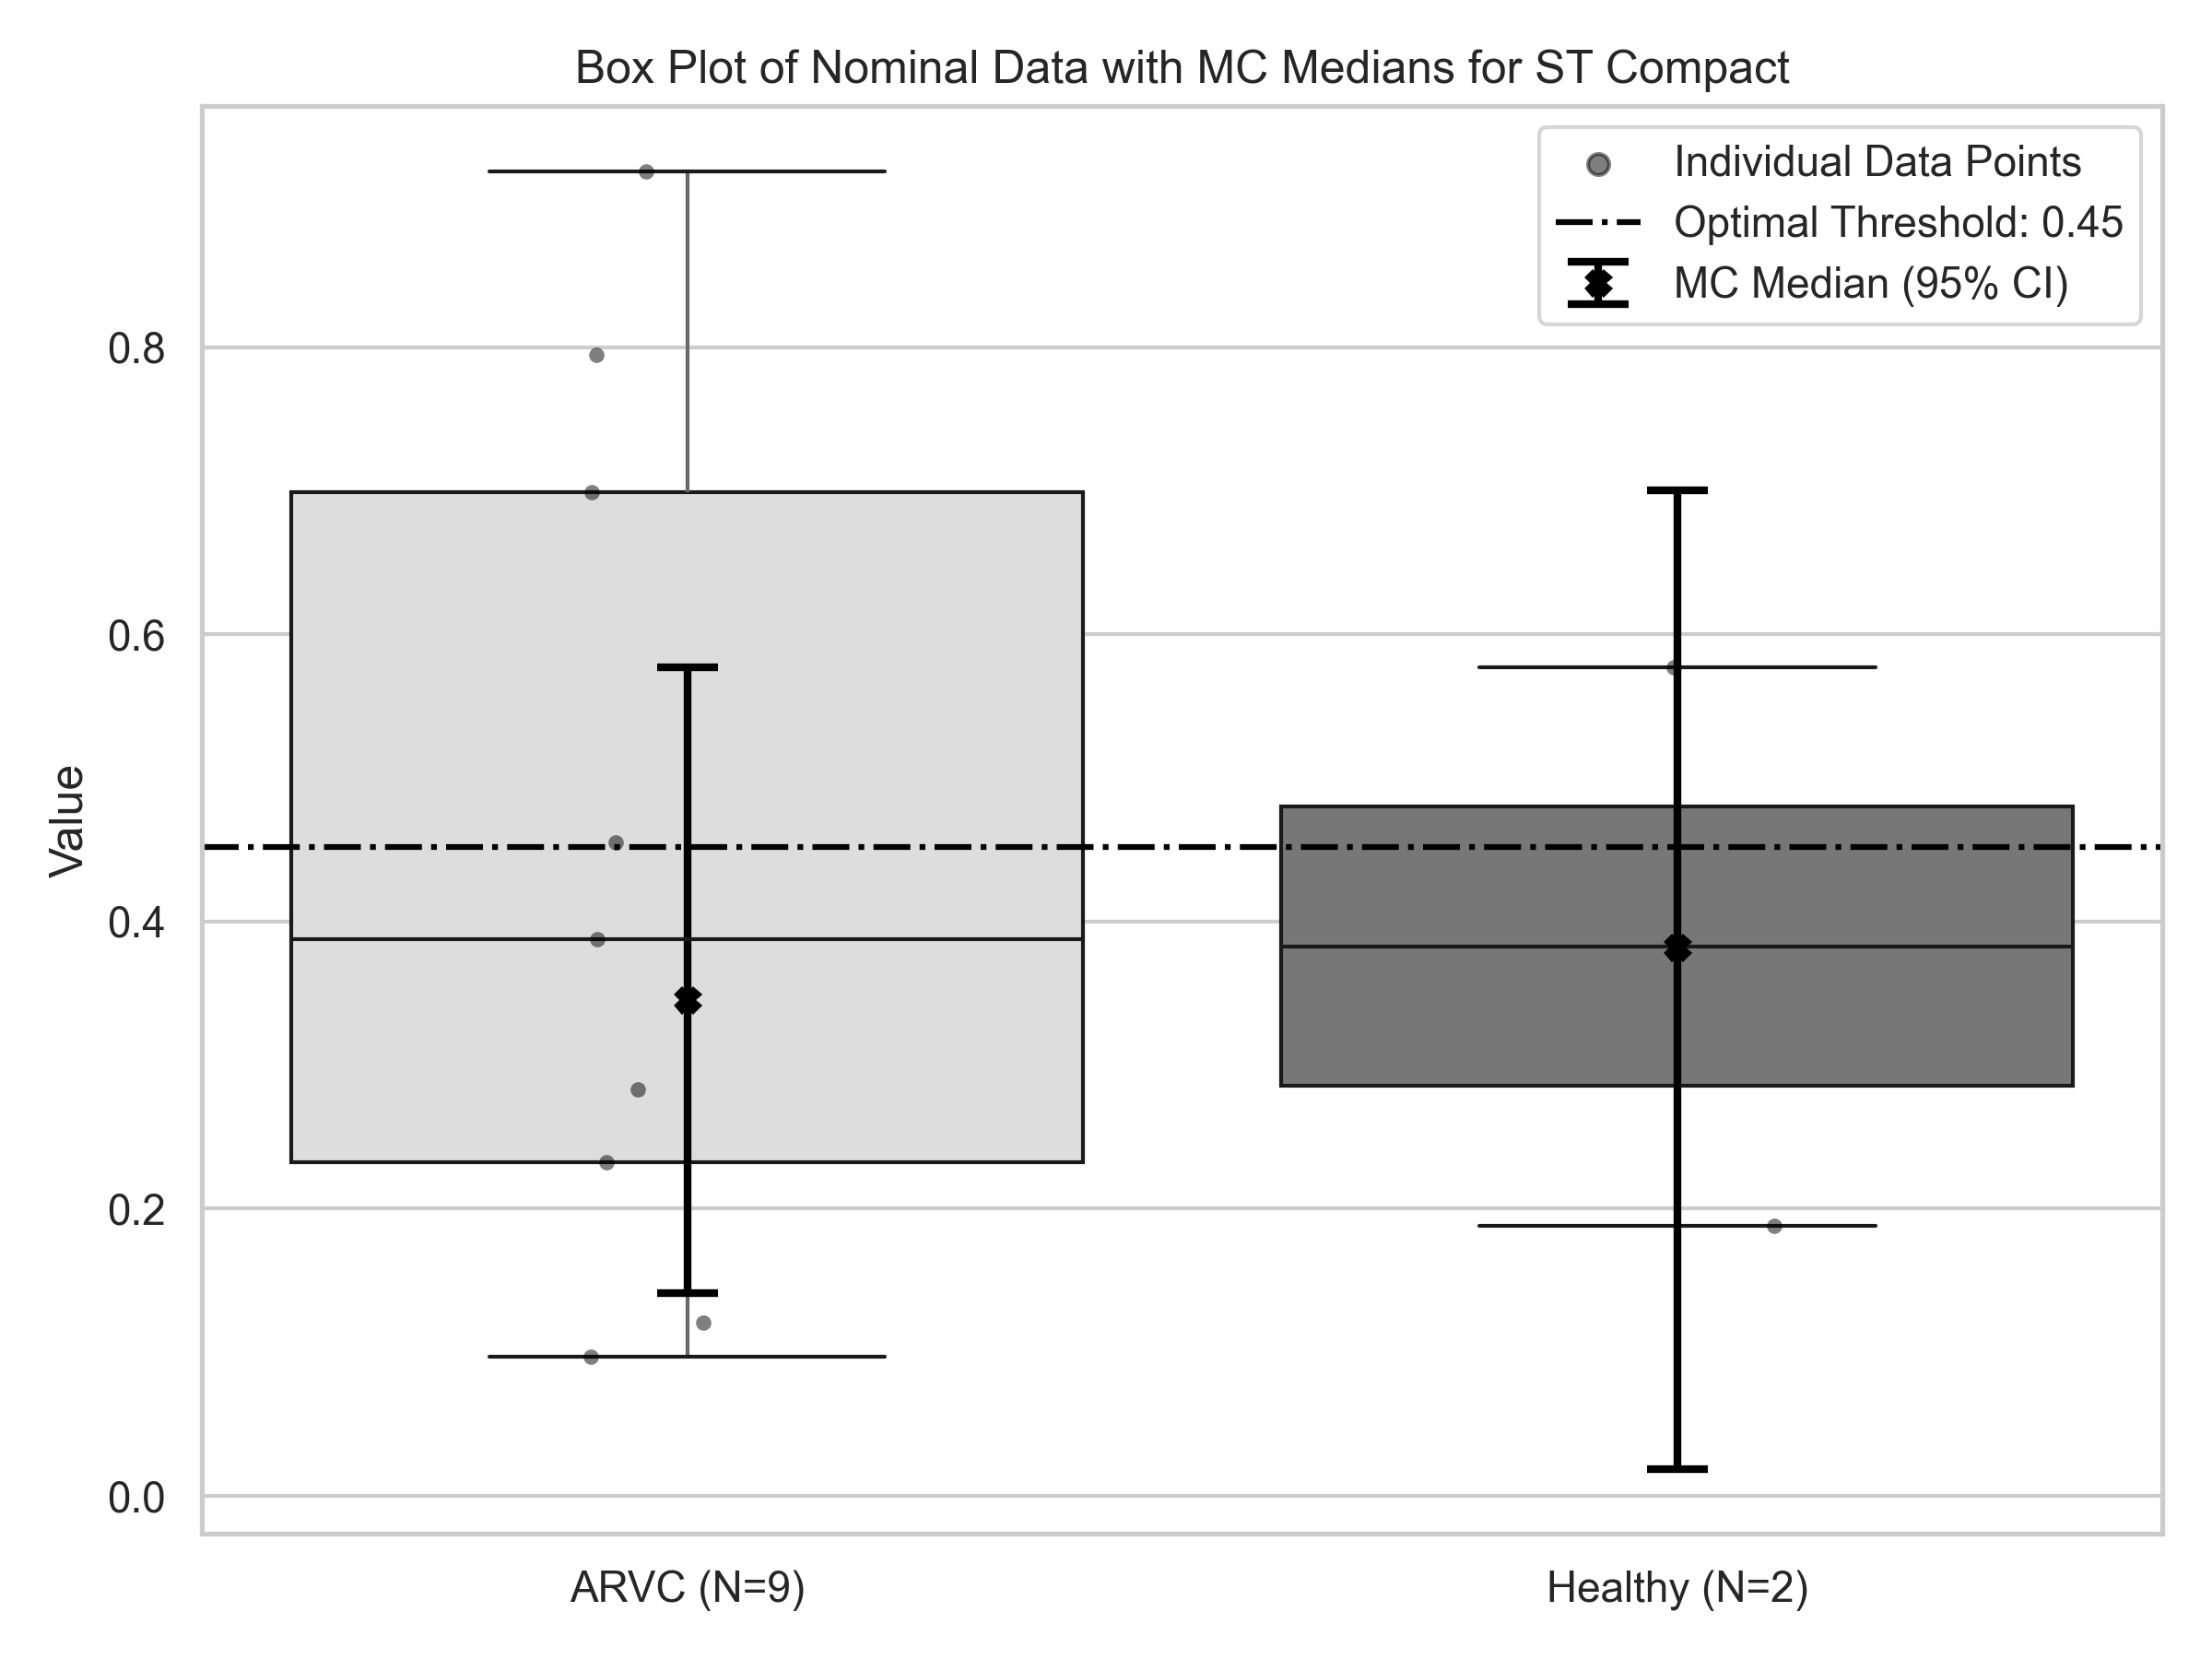 Box Plot of Nominal Data with MC Medians for ST Compact
Individual Data Points
Optimal Threshold: 0.45
MC Median (95% CI)
0.8
0.6
0.4
0.2
0.0
Value
ARVC (N=9)
Healthy (N=2)